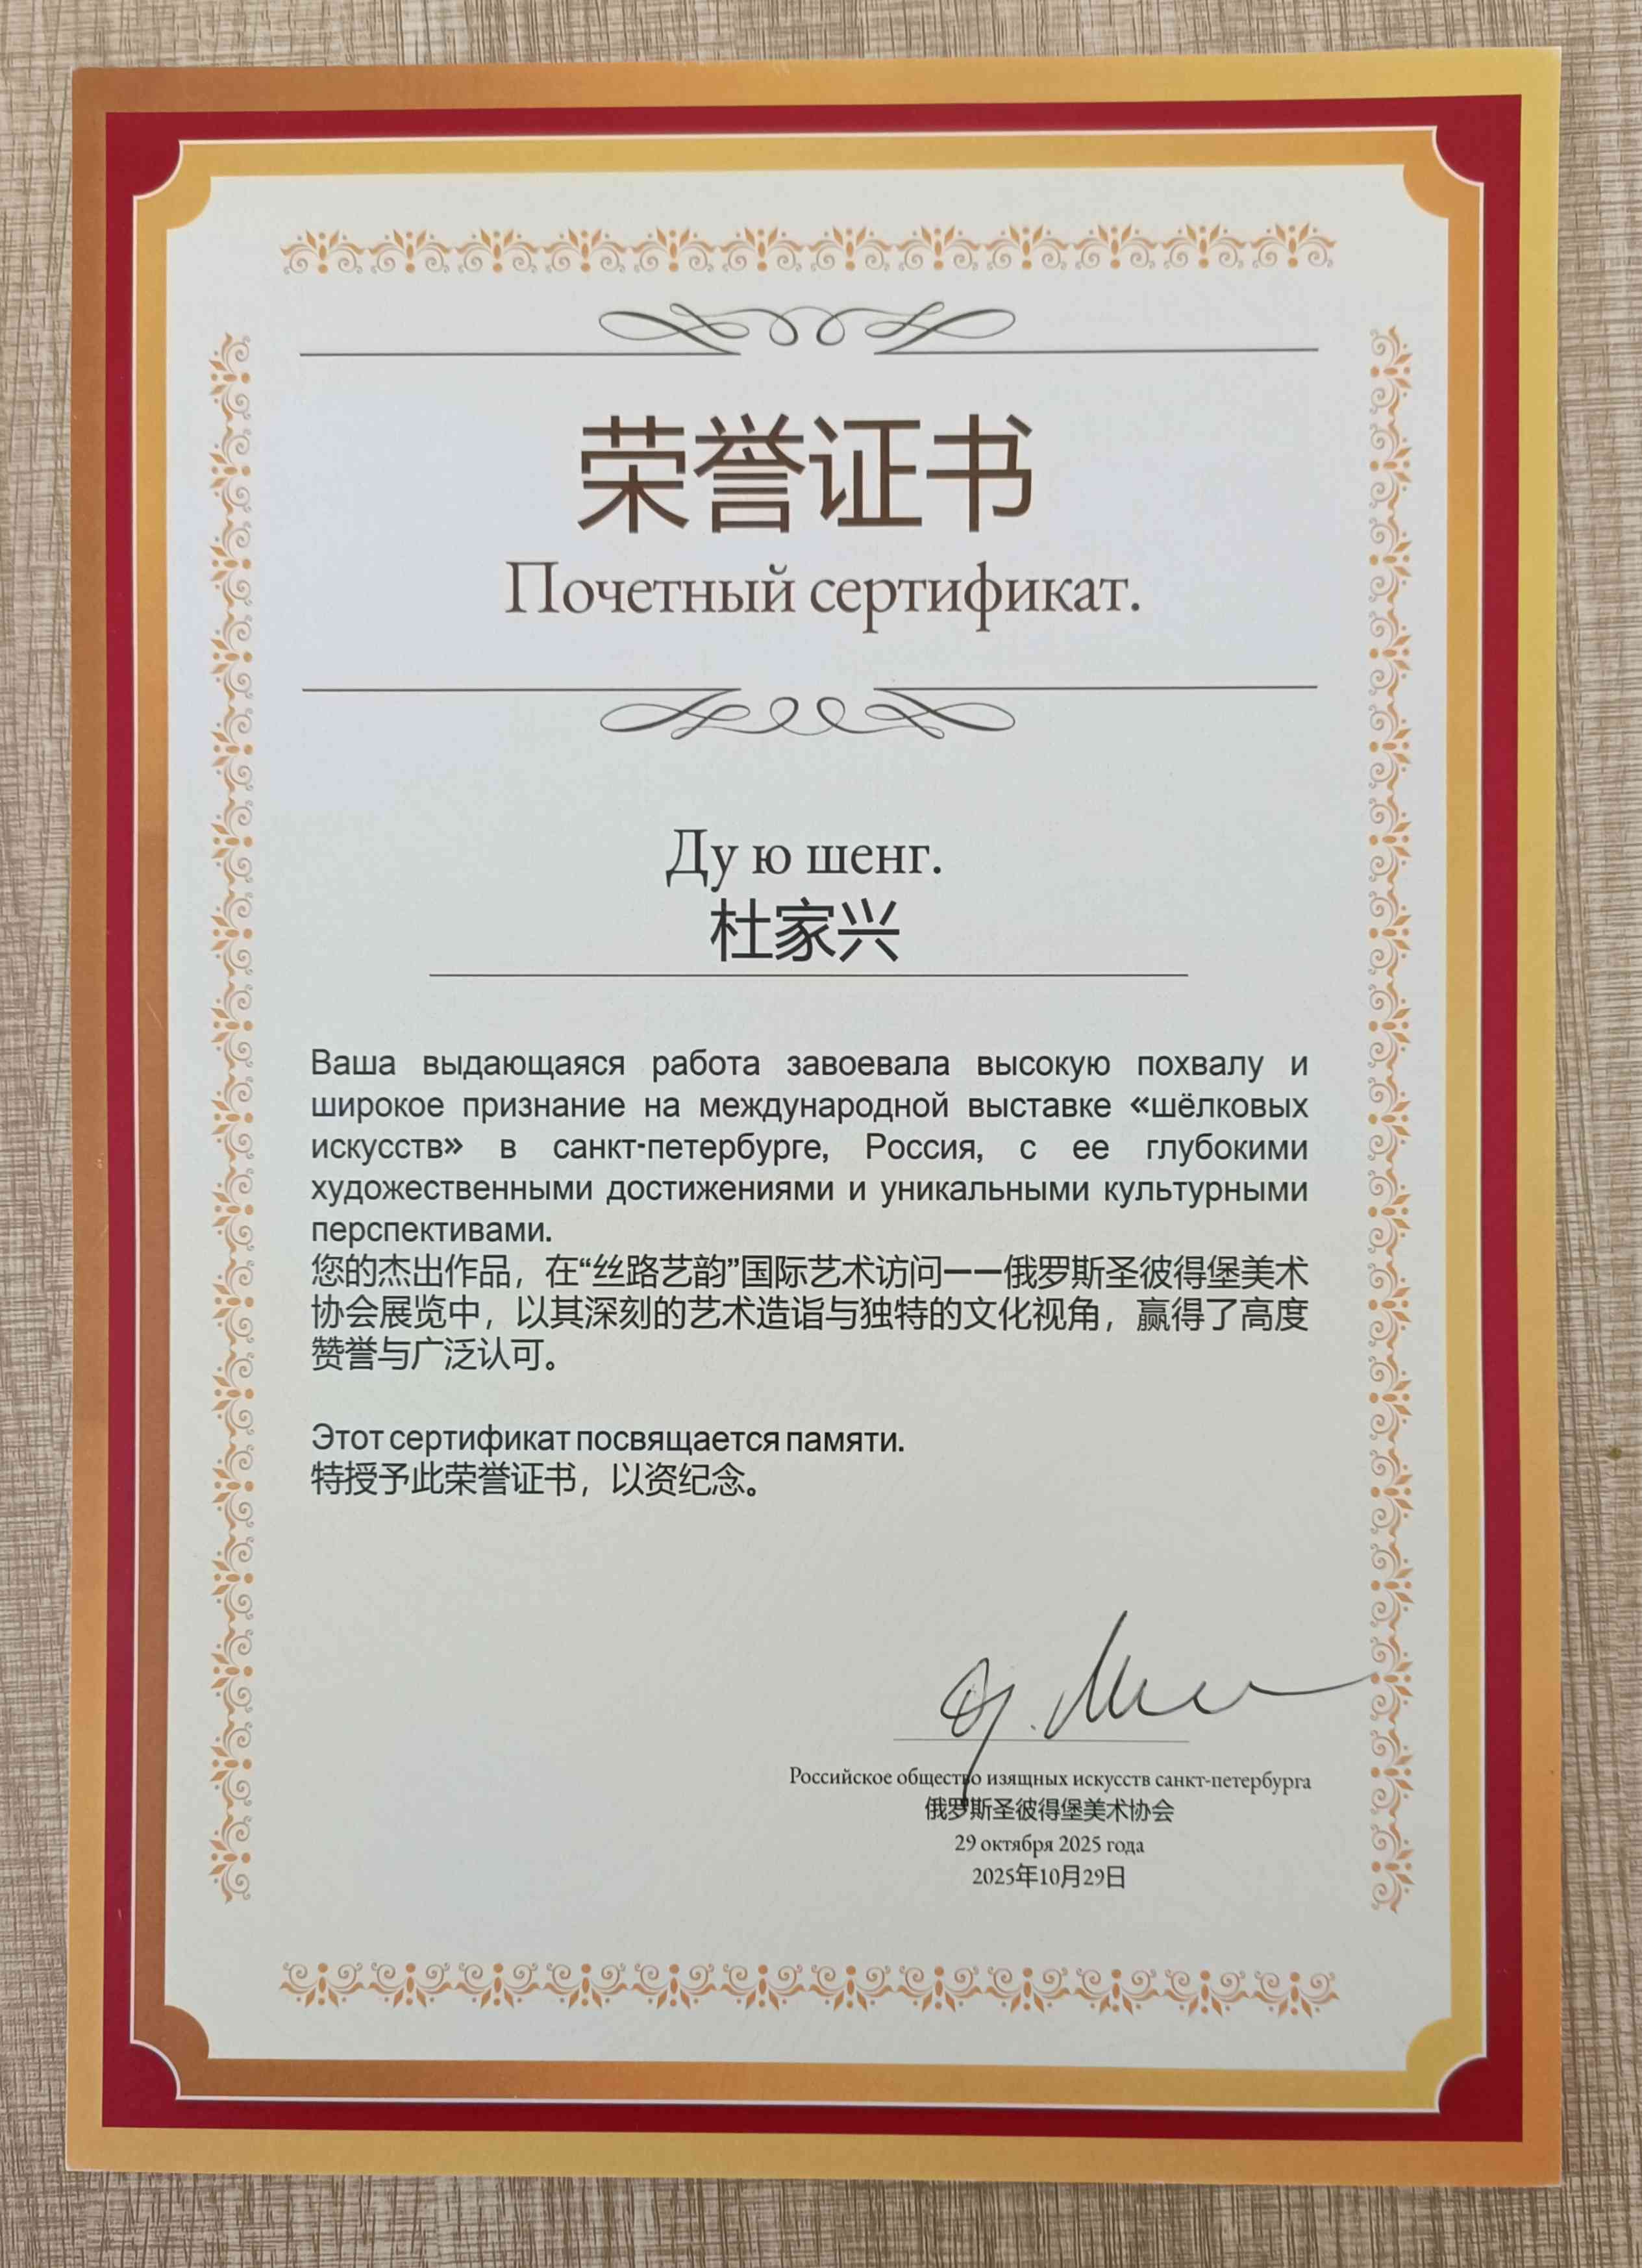 荣誉证书
Почетный сертификат.
Ду ю шенг.
杜家兴
Ваша выдающаяся работа завоевала высокую похвалу и
широкое признание на международной выставке «шёлковых
искусств» в санкт-петербурге, Россия, с ее глубокими
художественными достижениями и уникальными культурными
перспективами.
您的杰出作品，在“丝路艺韵”国际艺术访问——俄罗斯圣彼得堡美术
协会展览中，以其深刻的艺术造诣与独特的文化视角，赢得了高度
赞誉与广泛认可。
Этот сертификат посвящается памяти.
特授予此荣誉证书，以资纪念。
Российское общество изящных искусств санкт-петербурга
俄罗斯圣彼得堡美术协会
29 октября 2025 года
2025年10月29日